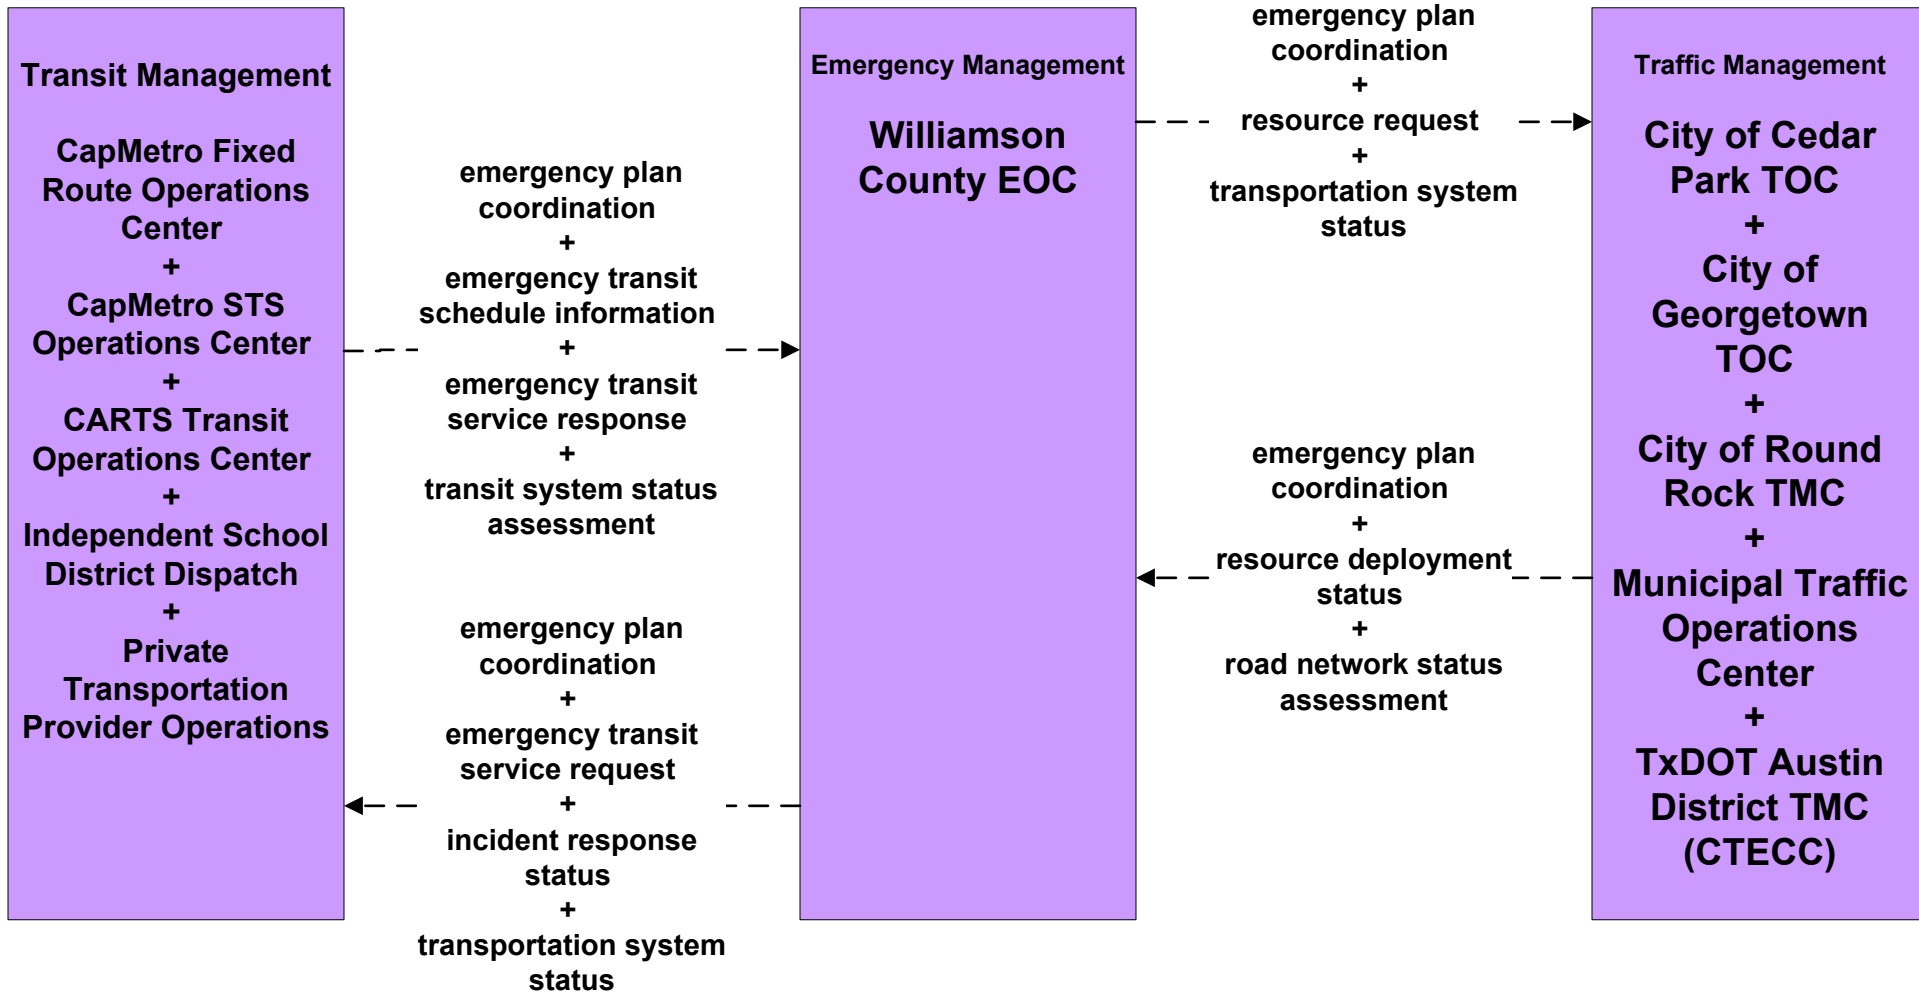 Transit Management
CapMetro Fixed
Route Operations
Center
+
CapMetro STS
Operations Center
+
CARTS Transit
Operations Center
+
Independent School
District Dispatch
+
Private
Transportation
Provider Operations
emergency plan
coordination
+
emergency transit
schedule information
+
emergency transit
service response
+
transit system status
assessment
emergency plan
coordination
+
emergency transit
service request
+
incident response
status
+
transportation system
status
Emergency Management
Williamson
County EOC
emergency plan
coordination
+
resource request
+
transportation system
status
emergency plan
coordination
+
resource deployment
status
+
road network status
assessment
Traffic Management
City of Cedar
Park TOC
+
City of
Georgetown
TOC
+
City of Round
Rock TMC
+
Municipal Traffic
Operations
Center
+
TxDOT Austin
District TMC
(CTECC)